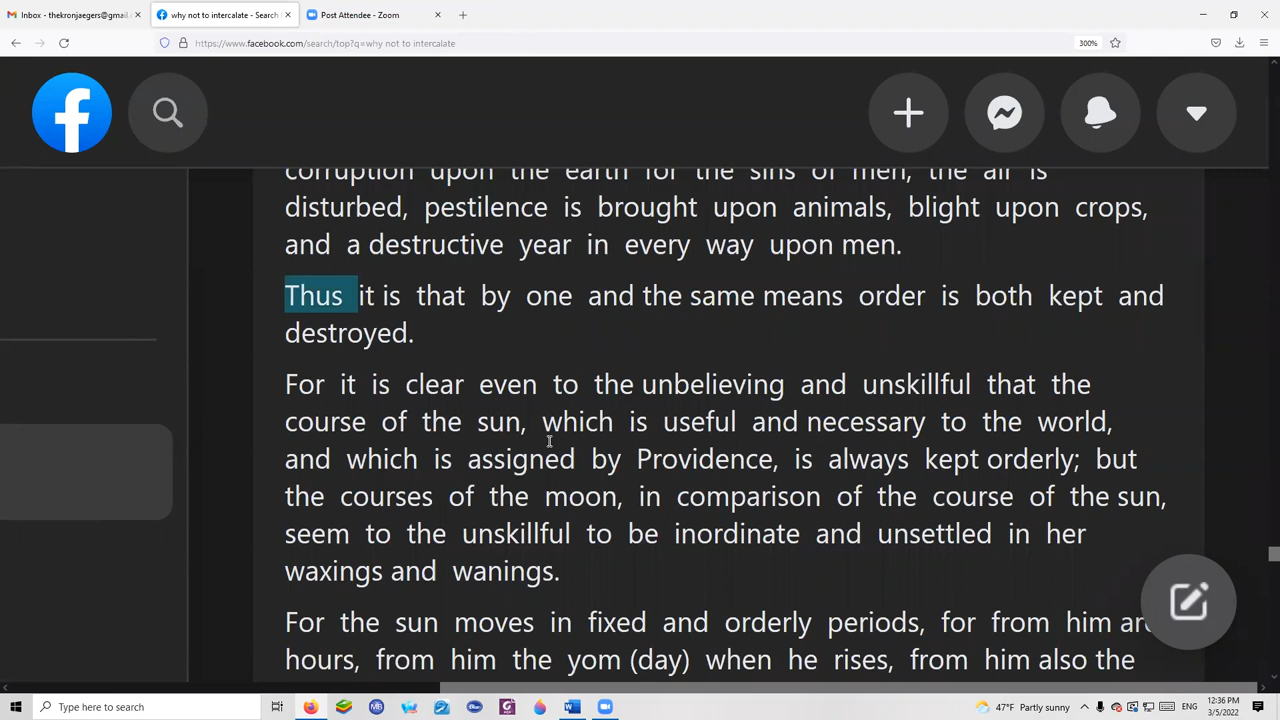 Inbox - thekronjaegers@gmail.
why not to intercalate - Search
Post Attendee - Zoom
https://www.facebook.com/search/top?q=why not to intercalate
300%
corruption upon the earth for the sins of men, the air is
disturbed, pestilence is brought upon animals, blight upon crops,
and a destructive year in every way upon men.
Thus it is that by one and the same means order is both kept and
destroyed.
For it is clear even to the unbelieving and unskillful that the
course of the sun, which is useful and necessary to the world,
and which is assigned by Providence, is always kept orderly; but
the courses of the moon, in comparison of the course of the sun,
seem to the unskillful to be inordinate and unsettled in her
waxings and wanings.
For the sun moves in fixed and orderly periods, for from him are
hours, from him the yom (day) when he rises, from him also the
Type here to search
47°F Partly sunny
12:36 PM
3/5/2022